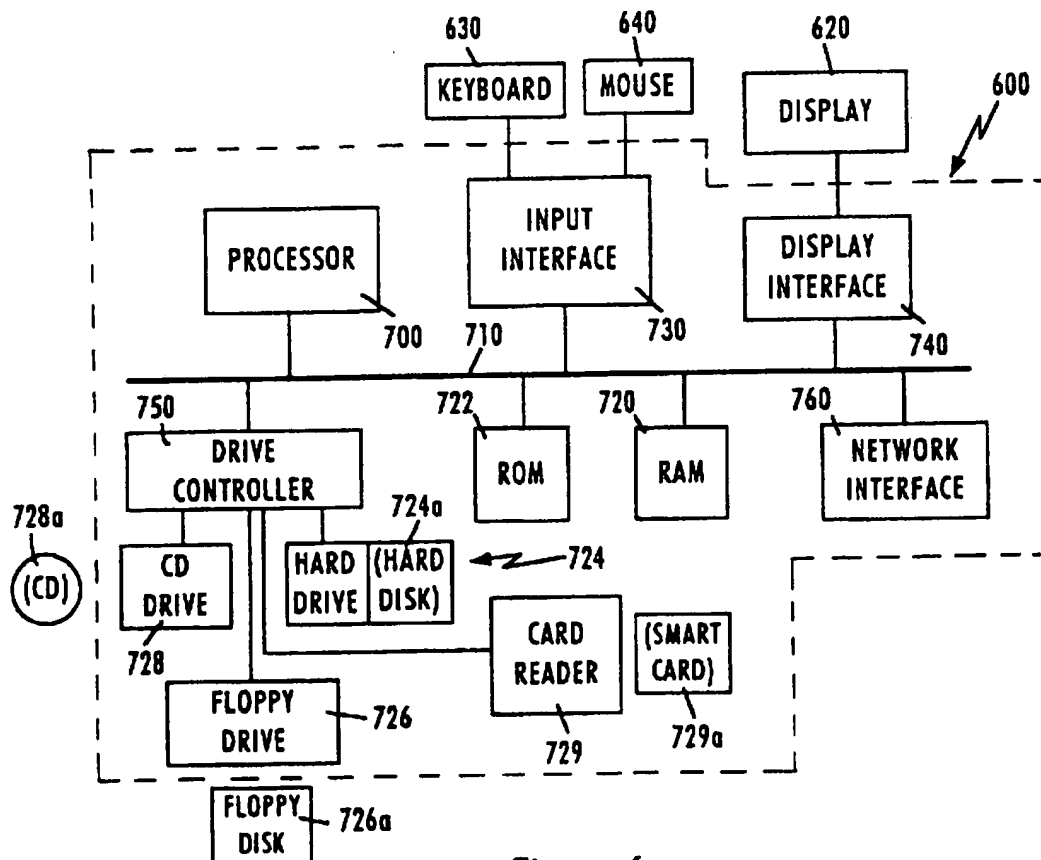 630
640
620
600
KEYBOARD
MOUSE
DISPLAY
PROCESSOR
INPUT
INTERFACE
DISPLAY
INTERFACE
700
710
730
740
750
722
720
760
DRIVE
CONTROLLER
ROM
RAM
NETWORK
INTERFACE
728a
(CD)
724a
CD
DRIVE
HARD
DRIVE
(HARD
DISK)
724
728
CARD
READER
(SMART
CARD)
FLOPPY
DRIVE
726
729
729a
FLOPPY
DISK
726a